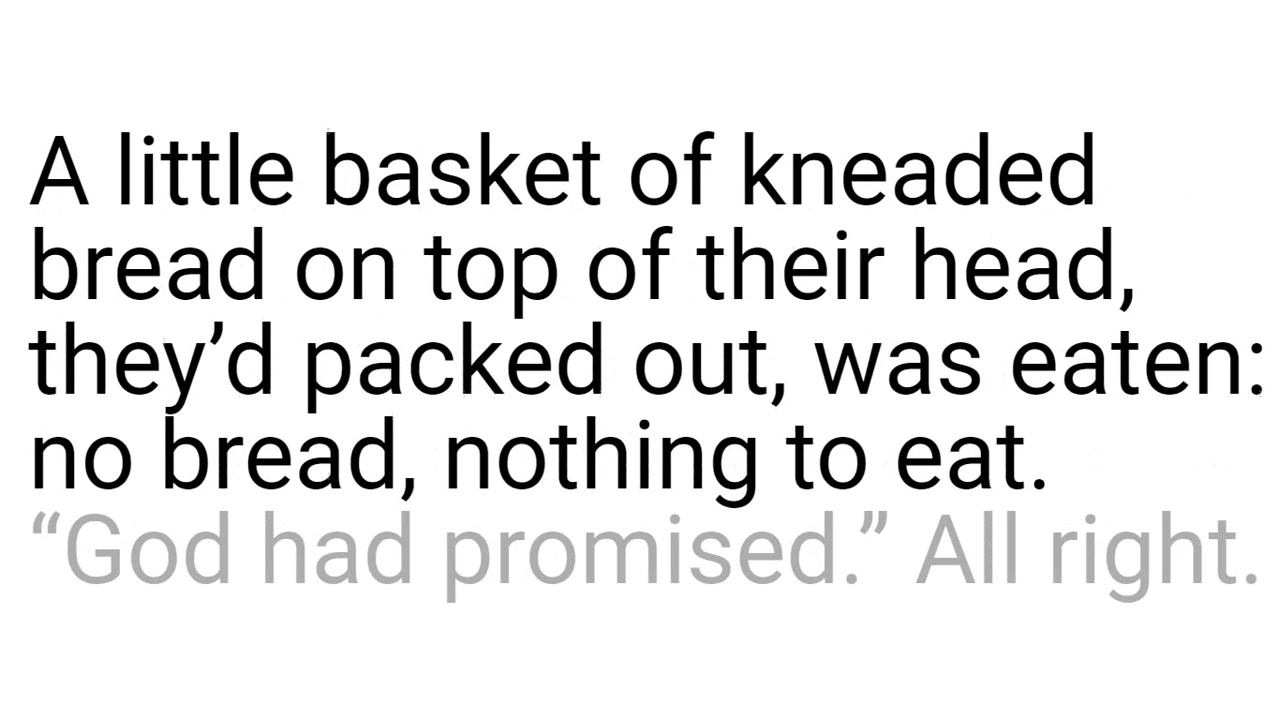 A little basket of kneaded
bread on top of their head,
they’d packed out, was eaten:
no bread, nothing to eat.
“God had promised.” All right.